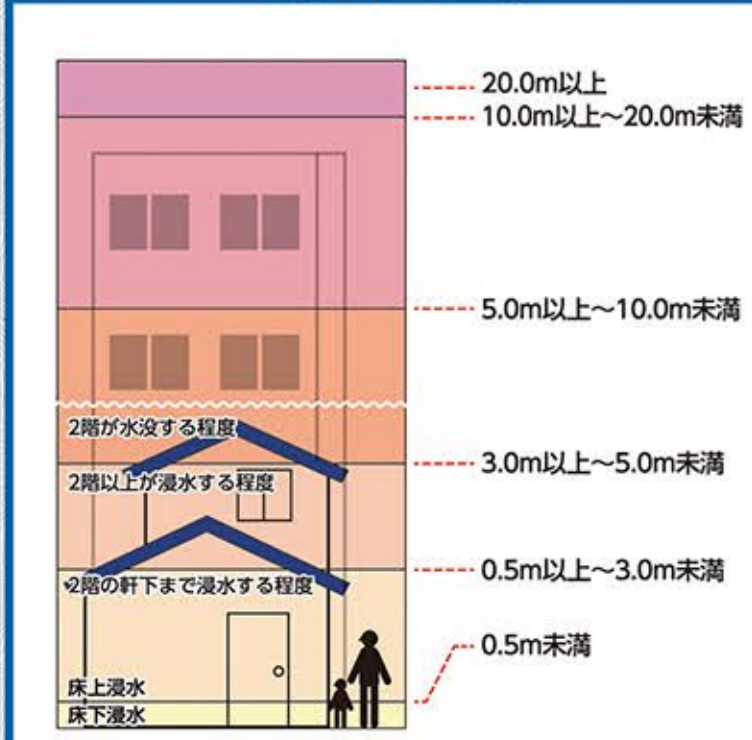 20.0m以上
10.0m以上～20.0m未満
5.0m以上～10.0m未満
2階が水没する程度
3.0m以上～5.0m未満
2階以上が浸水する程度
0.5m以上～3.0m未満
2階の軒下まで浸水する程度
0.5m未満
床上浸水
床下浸水